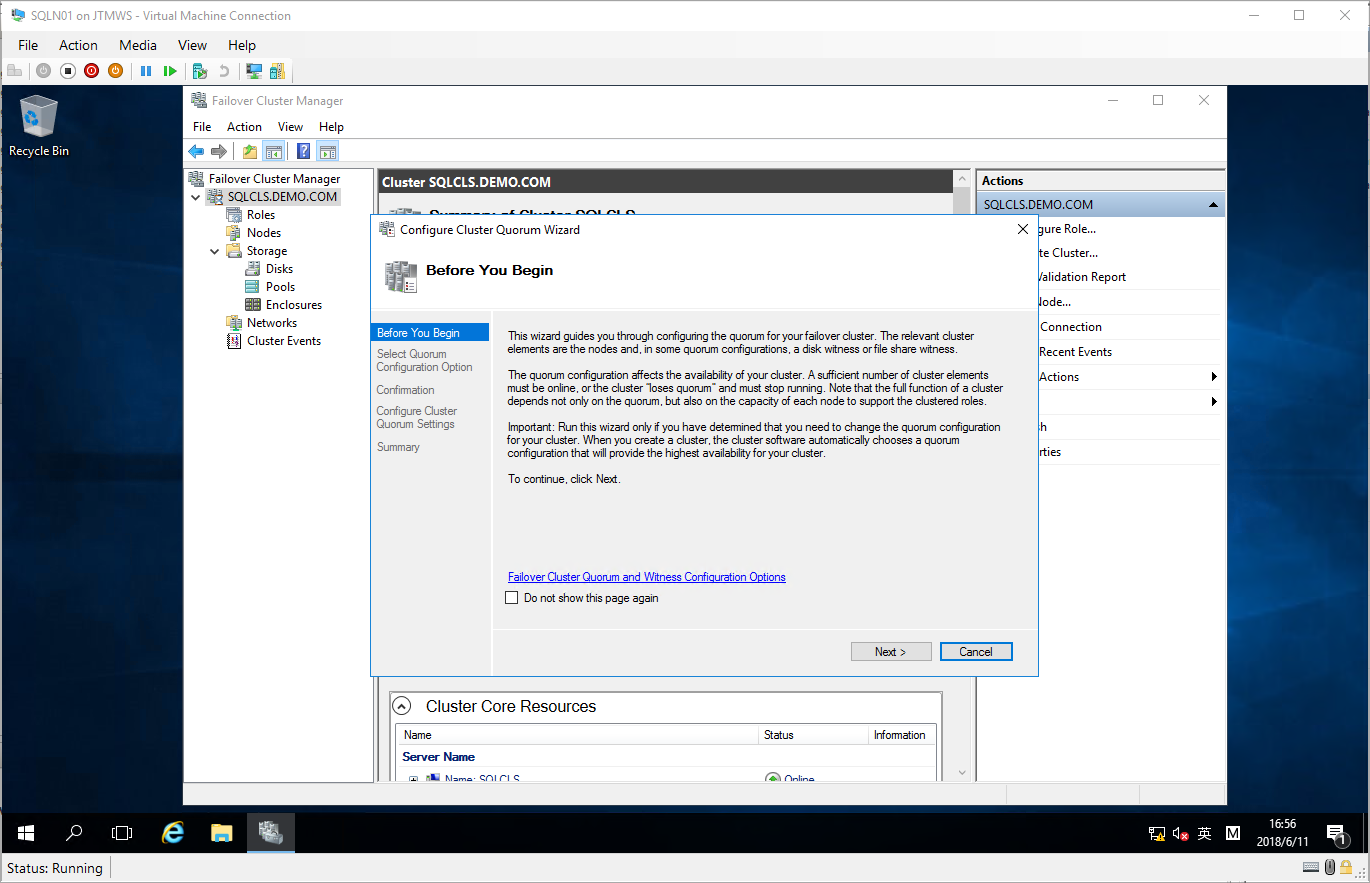 SQLN01 on JTMWS - Virtual Machine Connection
File Action Media View Help
Recycle Bin
Failover Cluster Manager
File Action View Help
Failover Cluster Manager
SQLCLS.DEMO.COM
Roles
Nodes
Storage
Disks
Pools
Enclosures
Networks
Cluster Events
Cluster SQLCLS.DEMO.COM
Summary of Cluster SQLCLS
Actions
SQLCLS.DEMO.COM
gure Role...
te Cluster...
Validation Report
Node...
Connection
Recent Events
Actions
sh
rties
Configure Cluster Quorum Wizard
Before You Begin
Before You Begin
Select Quorum
Configuration Option
Confirmation
Configure Cluster
Quorum Settings
Summary
This wizard guides you through configuring the quorum for your failover cluster. The relevant cluster
elements are the nodes and, in some quorum configurations, a disk witness or file share witness.
The quorum configuration affects the availability of your cluster. A sufficient number of cluster elements
must be online, or the cluster "loses quorum" and must stop running. Note that the full function of a cluster
depends not only on the quorum, but also on the capacity of each node to support the clustered roles.
Important: Run this wizard only if you have determined that you need to change the quorum configuration
for your cluster. When you create a cluster, the cluster software automatically chooses a quorum
configuration that will provide the highest availability for your cluster.
To continue, click Next.
Failover Cluster Quorum and Witness Configuration Options
Do not show this page again
Next > Cancel
Cluster Core Resources
Name Status Information
Server Name
Name: SQLCLS Online
英 M 16:56
2018/6/11
1
Status: Running